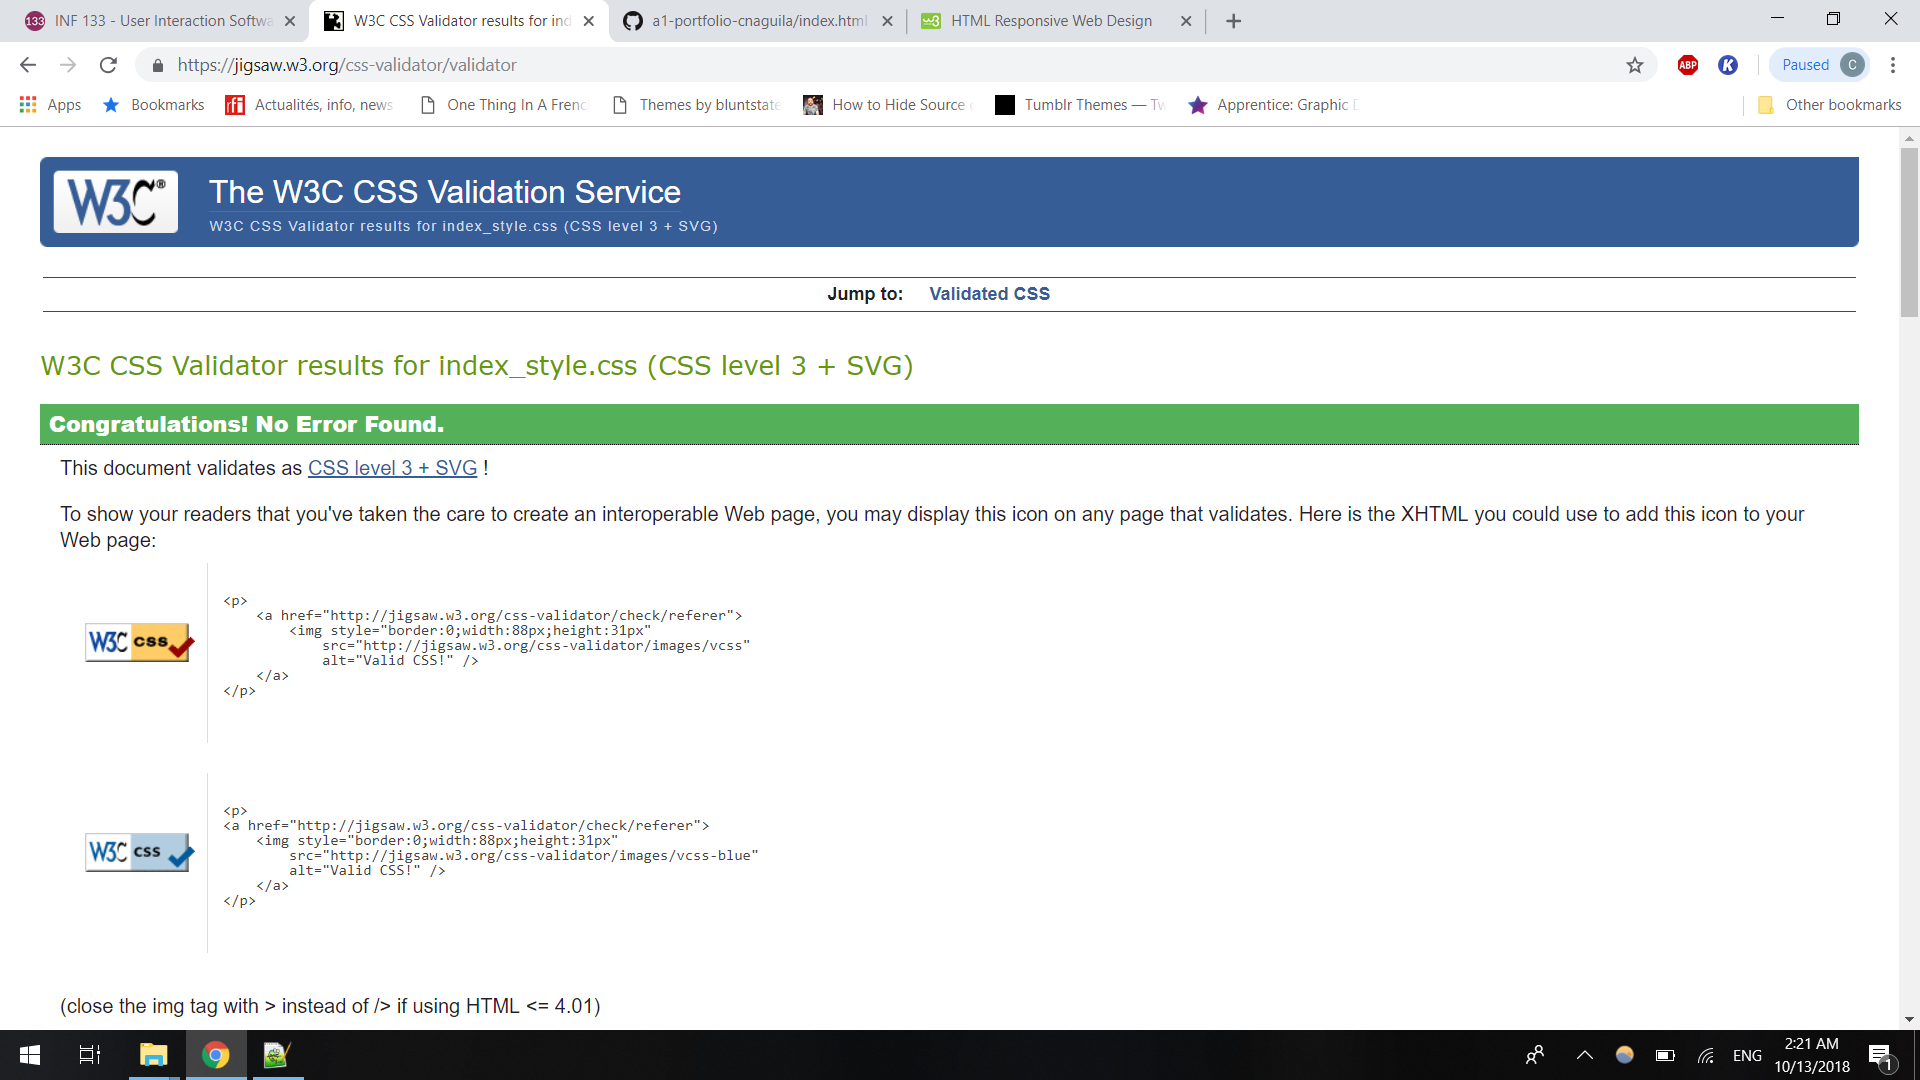 133 INF 133 - User Interaction Softwa
W3C CSS Validator results for ind
a1-portfolio-cnaguila/index.html
w3 HTML Responsive Web Design
https://jigsaw.w3.org/css-validator/validator
ABP
K
Paused C
Apps
Bookmarks
rfi Actualités, info, news
One Thing In A Frenc
Themes by bluntstate
How to Hide Source
Tumblr Themes — Tw
Apprentice: Graphic D
Other bookmarks
W3C®
The W3C CSS Validation Service
W3C CSS Validator results for index_style.css (CSS level 3 + SVG)
Jump to: Validated CSS
W3C CSS Validator results for index_style.css (CSS level 3 + SVG)
Congratulations! No Error Found.
This document validates as CSS level 3 + SVG !
To show your readers that you've taken the care to create an interoperable Web page, you may display this icon on any page that validates. Here is the XHTML you could use to add this icon to your
Web page:
W3C css
<p>
<a href="http://jigsaw.w3.org/css-validator/check/referer">
<img style="border:0;width:88px;height:31px"
src="http://jigsaw.w3.org/css-validator/images/vcss"
alt="Valid CSS!" />
</a>
</p>
W3C css
<p>
<a href="http://jigsaw.w3.org/css-validator/check/referer">
<img style="border:0;width:88px;height:31px"
src="http://jigsaw.w3.org/css-validator/images/vcss-blue"
alt="Valid CSS!" />
</a>
</p>
(close the img tag with > instead of /> if using HTML <= 4.01)
ENG
2:21 AM
10/13/2018
1